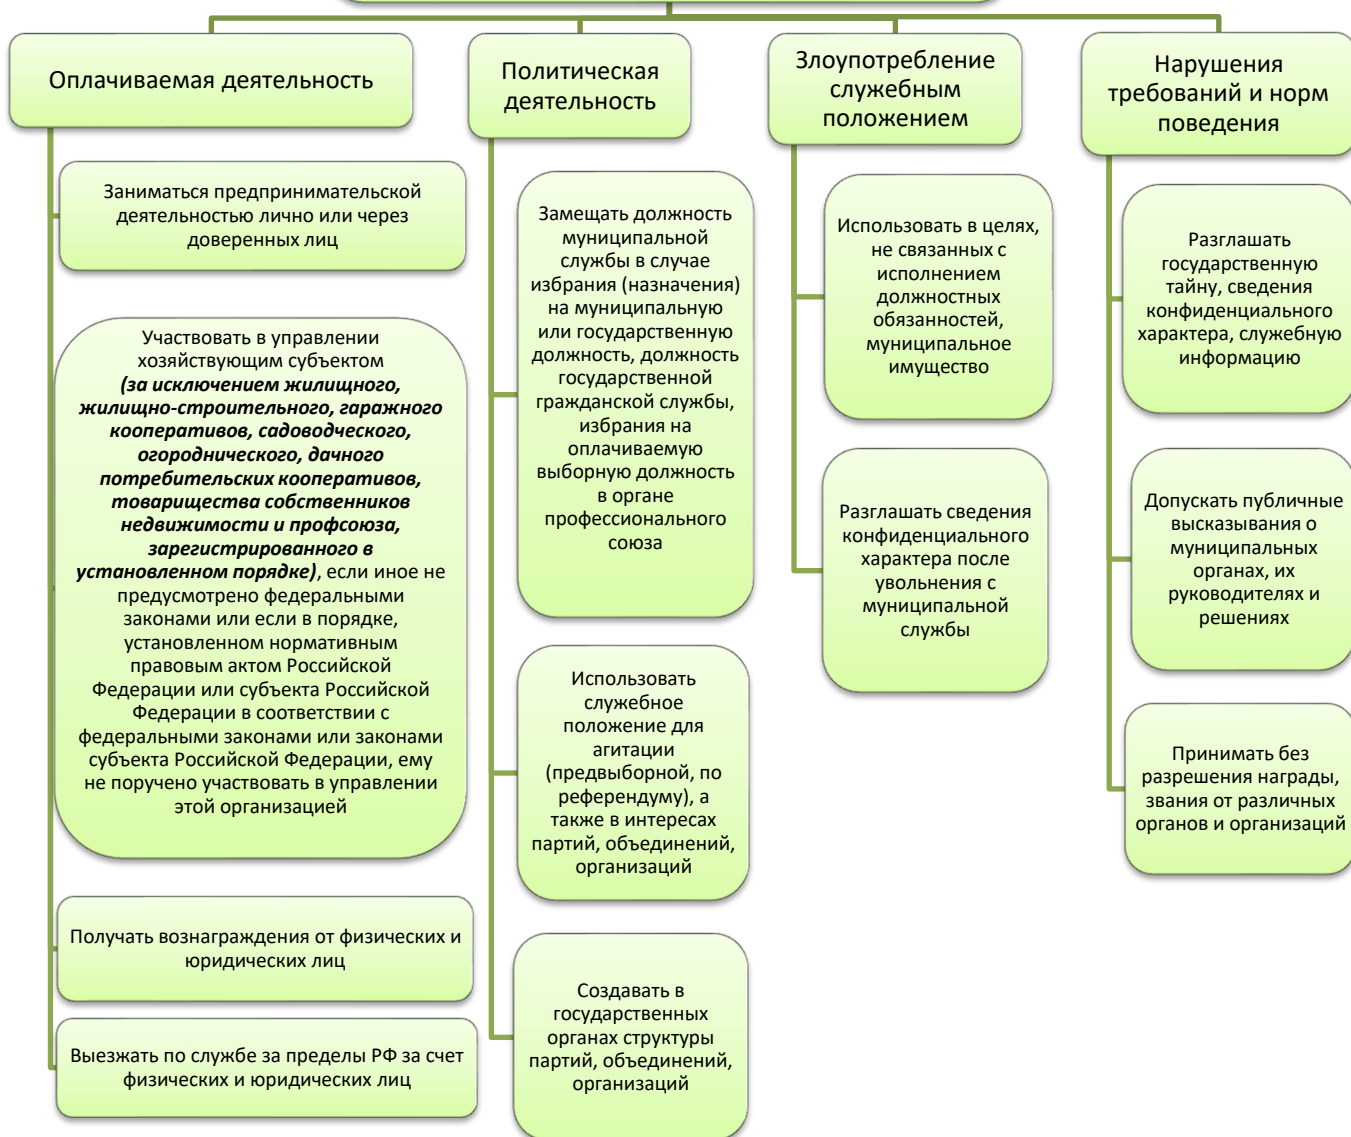 Оплачиваемая деятельность
Заниматься предпринимательской
деятельностью лично или через
доверенных лиц
Участвовать в управлении
хозяйствующим субъектом
(за исключением жилищного,
жилищно-строительного, гаражного
кооперативов, садоводческого,
огороднического, дачного
потребительских кооперативов,
товарищества собственников
недвижимости и профсоюза,
зарегистрированного в
установленном порядке), если иное не
предусмотрено федеральными
законами или если в порядке,
установленном нормативным
правовым актом Российской
Федерации или субъекта Российской
Федерации в соответствии с
федеральными законами или законами
субъекта Российской Федерации, ему
не поручено участвовать в управлении
этой организацией
Получать вознаграждения от физических и
юридических лиц
Выезжать по службе за пределы РФ за счет
физических и юридических лиц
Политическая
деятельность
Замещать должность
муниципальной
службы в случае
избрания (назначения)
на муниципальную
или государственную
должность, должность
государственной
гражданской службы,
избрания на
оплачиваемую
выборную должность
в органе
профессионального
союза
Использовать
служебное
положение для
агитации
(предвыборной, по
референдуму), а
также в интересах
партий, объединений,
организаций
Создавать в
государственных
органах структуры
партий, объединений,
организаций
Злоупотребление
служебным
положением
Использовать в целях,
не связанных с
исполнением
должностных
обязанностей,
муниципальное
имущество
Разглашать сведения
конфиденциального
характера после
увольнения с
муниципальной
службы
Нарушения
требований и норм
поведения
Разглашать
государственную
тайну, сведения
конфиденциального
характера, служебную
информацию
Допускать публичные
высказывания о
муниципальных
органах, их
руководителях и
решениях
Принимать без
разрешения награды,
звания от различных
органов и организаций